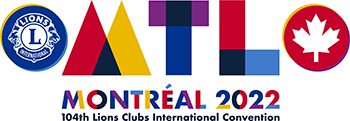 LIONS
L
INTERNATIONAL
MTL
MONTRÉAL 2022
104th Lions Clubs International Convention